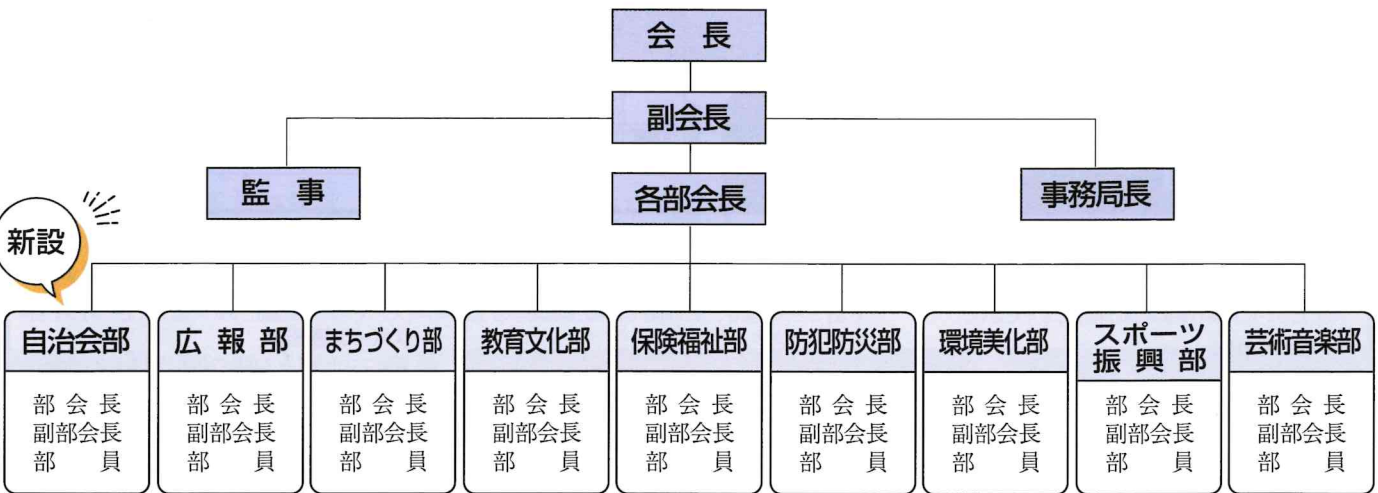 会長
副会長
監事
各部会長
事務局長
新設
自治会部
部会長
副部会長
部員
広報部
部会長
副部会長
部員
まちづくり部
部会長
副部会長
部員
教育文化部
部会長
副部会長
部員
保険福祉部
部会長
副部会長
部員
防犯防災部
部会長
副部会長
部員
環境美化部
部会長
副部会長
部員
スポーツ
振興部
部会長
副部会長
部員
芸術音楽部
部会長
副部会長
部員